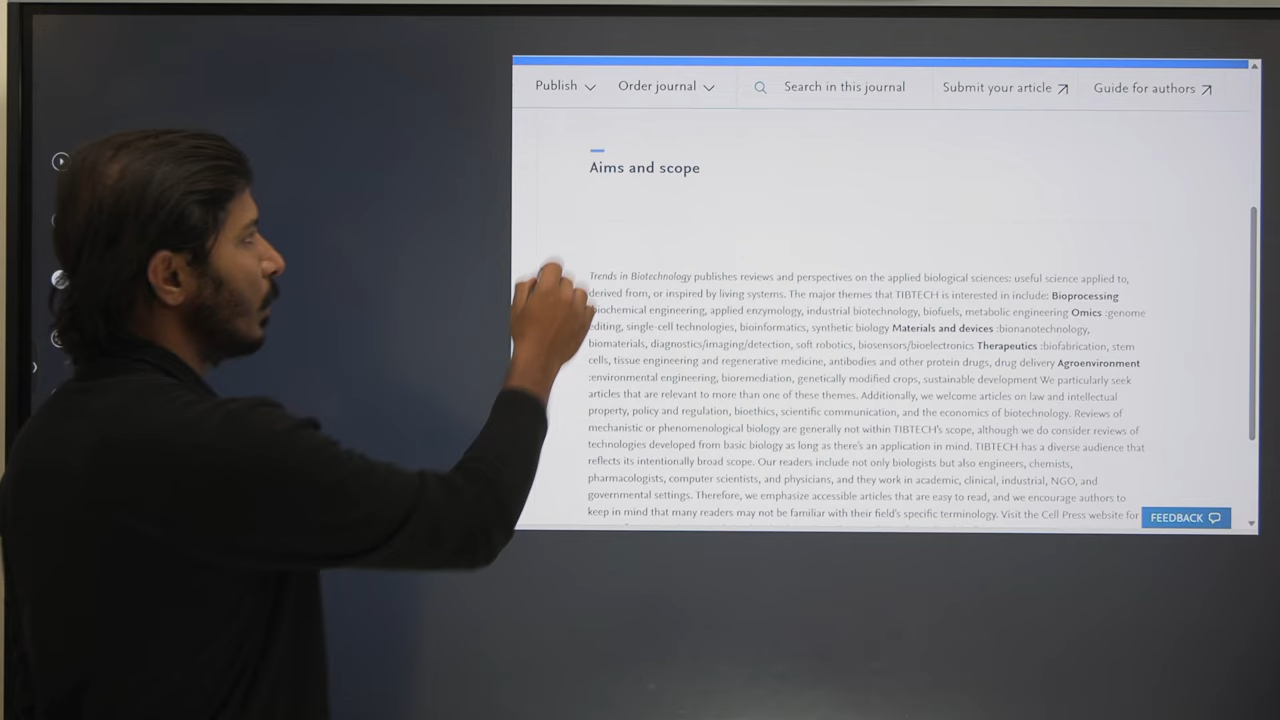 Publish
Order journal
Search in this journal
Submit your article
Guide for authors
Aims and scope
Trends in Biotechnology publishes reviews and perspectives on the applied biological sciences: useful science applied to,
derived from, or inspired by living systems. The major themes that TIBTECH is interested in include: Bioprocessing
biochemical engineering, applied enzymology, industrial biotechnology, biofuels, metabolic engineering Omics :genome
editing, single-cell technologies, bioinformatics, synthetic biology Materials and devices :bionanotechnology,
biomaterials, diagnostics/imaging/detection, soft robotics, biosensors/bioelectronics Therapeutics :biofabrication, stem
cells, tissue engineering and regenerative medicine, antibodies and other protein drugs, drug delivery Agroenvironment
:environmental engineering, bioremediation, genetically modified crops, sustainable development We particularly seek
articles that are relevant to more than one of these themes. Additionally, we welcome articles on law and intellectual
property, policy and regulation, bioethics, scientific communication, and the economics of biotechnology. Reviews of
mechanistic or phenomenological biology are generally not within TIBTECH's scope, although we do consider reviews of
technologies developed from basic biology as long as there's an application in mind. TIBTECH has a diverse audience that
reflects its intentionally broad scope. Our readers include not only biologists but also engineers, chemists,
pharmacologists, computer scientists, and physicians, and they work in academic, clinical, industrial, NGO, and
governmental settings. Therefore, we emphasize accessible articles that are easy to read, and we encourage authors to
keep in mind that many readers may not be familiar with their field's specific terminology. Visit the Cell Press website for
FEEDBACK